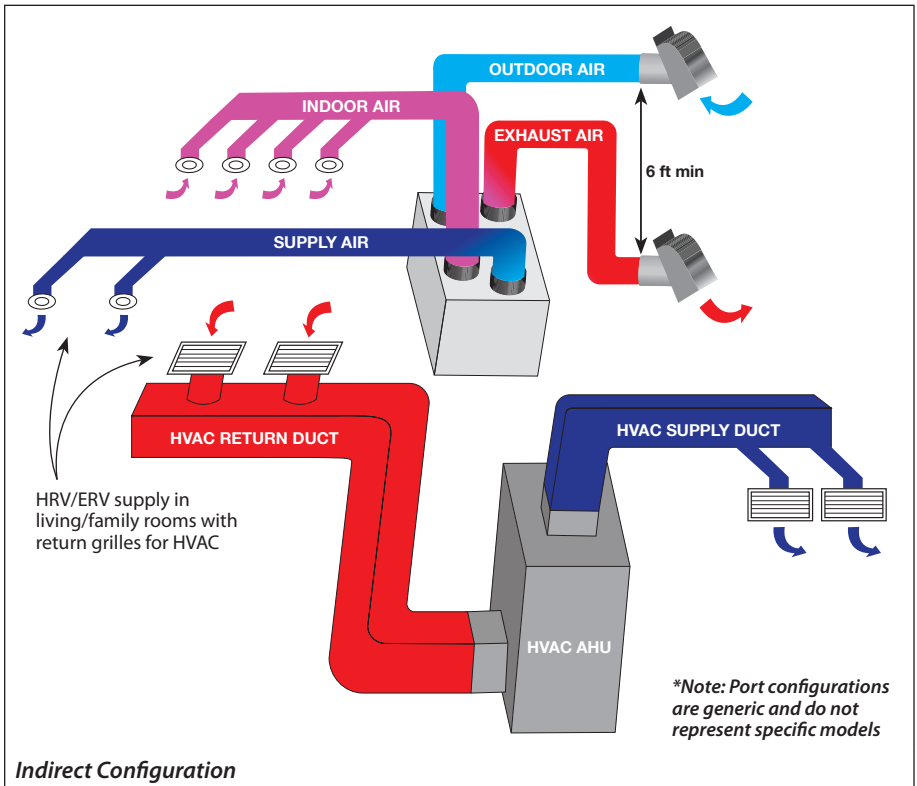 OUTDOOR AIR
INDOOR AIR
EXHAUST AIR
6 ft min
SUPPLY AIR
HVAC RETURN DUCT
HVAC SUPPLY DUCT
HRV/ERV supply in
living/family rooms with
return grilles for HVAC
HVAC AHU
*Note: Port configurations
are generic and do not
represent specific models
Indirect Configuration